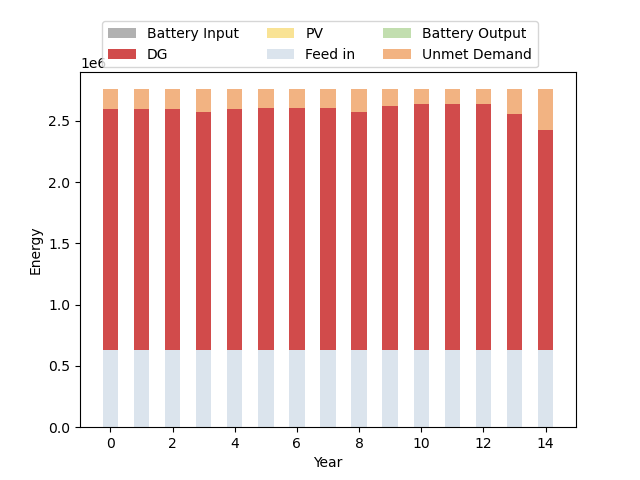 Battery Input PV Battery Output
DG Feed in Unmet Demand
1e6
2.5
2.0
1.5
1.0
0.5
0.0
Energy
0 2 4 6 8 10 12 14
Year